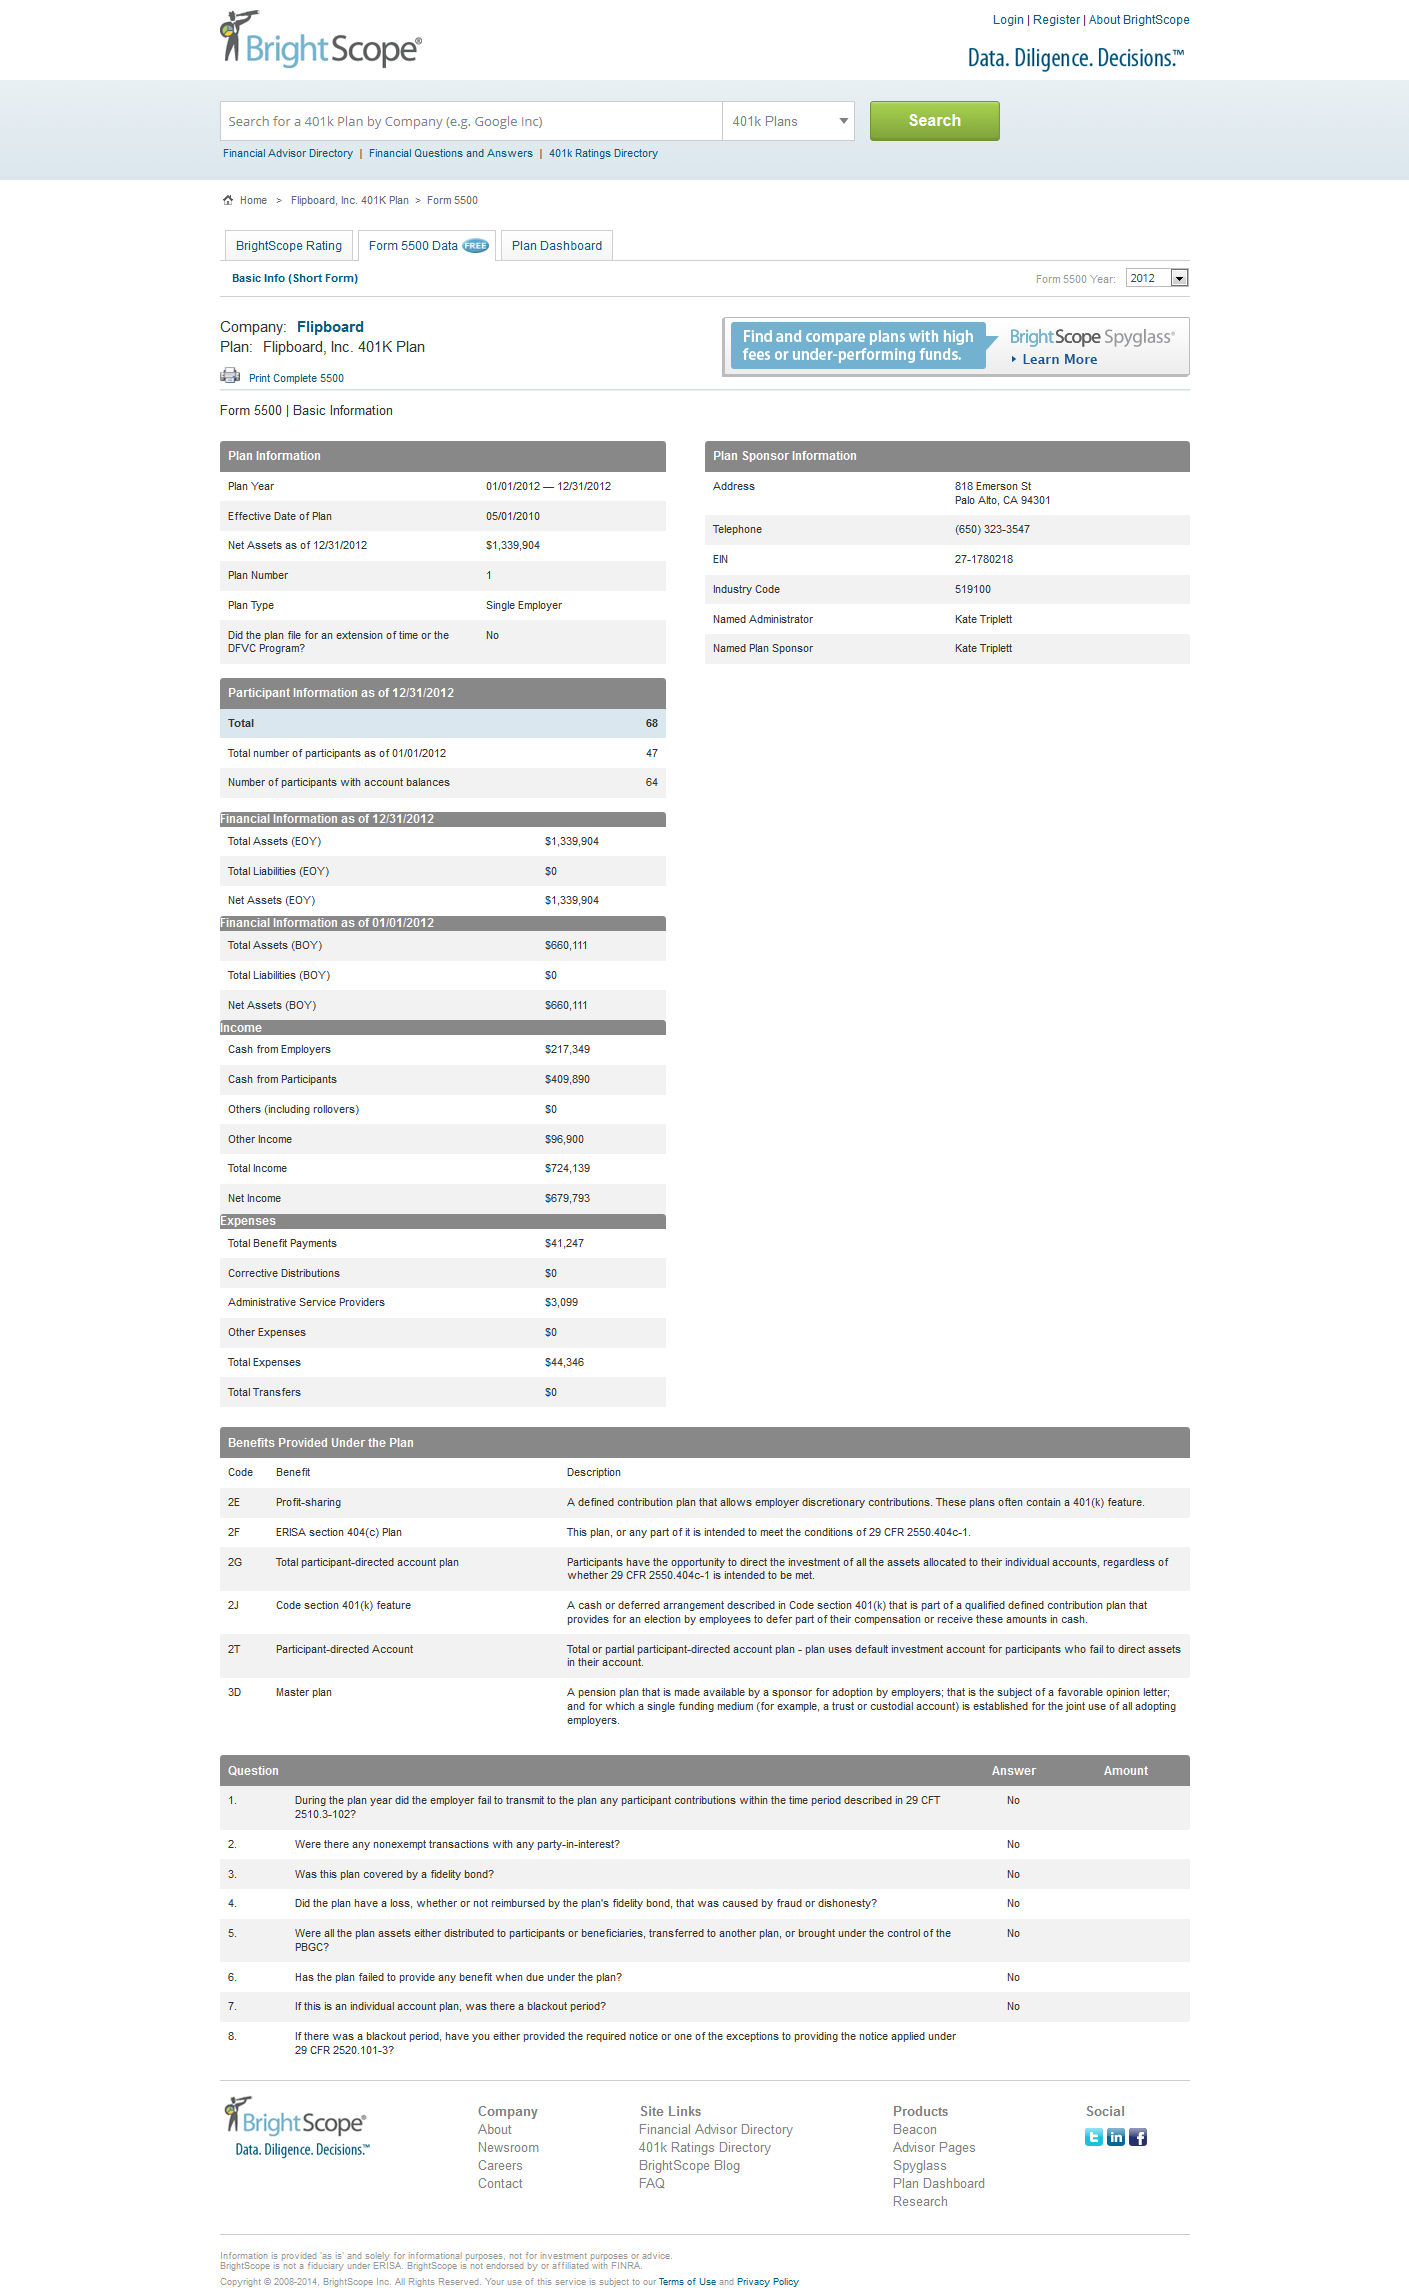 BrightScope®
Login | Register | About BrightScope
Data. Diligence. Decisions.™
Search for a 401k Plan by Company (e.g. Google Inc)
401k Plans
Search
Financial Advisor Directory | Financial Questions and Answers | 401k Ratings Directory
Home > Flipboard, Inc. 401K Plan > Form 5500
BrightScope Rating
Form 5500 Data FREE
Plan Dashboard
Basic Info (Short Form)
Form 5500 Year: 2012
Company: Flipboard
Plan: Flipboard, Inc. 401K Plan
Print Complete 5500
Find and compare plans with high
fees or under-performing funds.
BrightScope Spyglass®
Learn More
Form 5500 | Basic Information
Plan Information
Plan Year 01/01/2012 — 12/31/2012
Effective Date of Plan 05/01/2010
Net Assets as of 12/31/2012 $1,339,904
Plan Number 1
Plan Type Single Employer
Did the plan file for an extension of time or the No
DFVC Program?
Plan Sponsor Information
Address 818 Emerson St
Palo Alto, CA 94301
Telephone (650) 323-3547
EIN 27-1780218
Industry Code 519100
Named Administrator Kate Triplett
Named Plan Sponsor Kate Triplett
Participant Information as of 12/31/2012
Total 68
Total number of participants as of 01/01/2012 47
Number of participants with account balances 64
Financial Information as of 12/31/2012
Total Assets (EOY) $1,339,904
Total Liabilities (EOY) $0
Net Assets (EOY) $1,339,904
Financial Information as of 01/01/2012
Total Assets (BOY) $660,111
Total Liabilities (BOY) $0
Net Assets (BOY) $660,111
Income
Cash from Employers $217,349
Cash from Participants $409,890
Others (including rollovers) $0
Other Income $96,900
Total Income $724,139
Net Income $679,793
Expenses
Total Benefit Payments $41,247
Corrective Distributions $0
Administrative Service Providers $3,099
Other Expenses $0
Total Expenses $44,346
Total Transfers $0
Benefits Provided Under the Plan
Code Benefit Description
2E Profit-sharing A defined contribution plan that allows employer discretionary contributions. These plans often contain a 401(k) feature.
2F ERISA section 404(c) Plan This plan, or any part of it is intended to meet the conditions of 29 CFR 2550.404c-1.
2G Total participant-directed account plan Participants have the opportunity to direct the investment of all the assets allocated to their individual accounts, regardless of
whether 29 CFR 2550.404c-1 is intended to be met.
2J Code section 401(k) feature A cash or deferred arrangement described in Code section 401(k) that is part of a qualified defined contribution plan that
provides for an election by employees to defer part of their compensation or receive these amounts in cash.
2T Participant-directed Account Total or partial participant-directed account plan - plan uses default investment account for participants who fail to direct assets
in their account.
3D Master plan A pension plan that is made available by a sponsor for adoption by employers; that is the subject of a favorable opinion letter;
and for which a single funding medium (for example, a trust or custodial account) is established for the joint use of all adopting
employers.
Question Answer Amount
1. During the plan year did the employer fail to transmit to the plan any participant contributions within the time period described in 29 CFT No
2510.3-102?
2. Were there any nonexempt transactions with any party-in-interest? No
3. Was this plan covered by a fidelity bond? No
4. Did the plan have a loss, whether or not reimbursed by the plan's fidelity bond, that was caused by fraud or dishonesty? No
5. Were all the plan assets either distributed to participants or beneficiaries, transferred to another plan, or brought under the control of the No
PBGC?
6. Has the plan failed to provide any benefit when due under the plan? No
7. If this is an individual account plan, was there a blackout period? No
8. If there was a blackout period, have you either provided the required notice or one of the exceptions to providing the notice applied under
29 CFR 2520.101-3?
BrightScope®
Data. Diligence. Decisions.™
Company
About
Newsroom
Careers
Contact
Site Links
Financial Advisor Directory
401k Ratings Directory
BrightScope Blog
FAQ
Products
Beacon
Advisor Pages
Spyglass
Plan Dashboard
Research
Social
Information is provided 'as is' and solely for informational purposes, not for investment purposes or advice.
BrightScope is not a fiduciary under ERISA. BrightScope is not endorsed by or affiliated with FINRA.
Copyright © 2008-2014, BrightScope Inc. All Rights Reserved. Your use of this service is subject to our Terms of Use and Privacy Policy